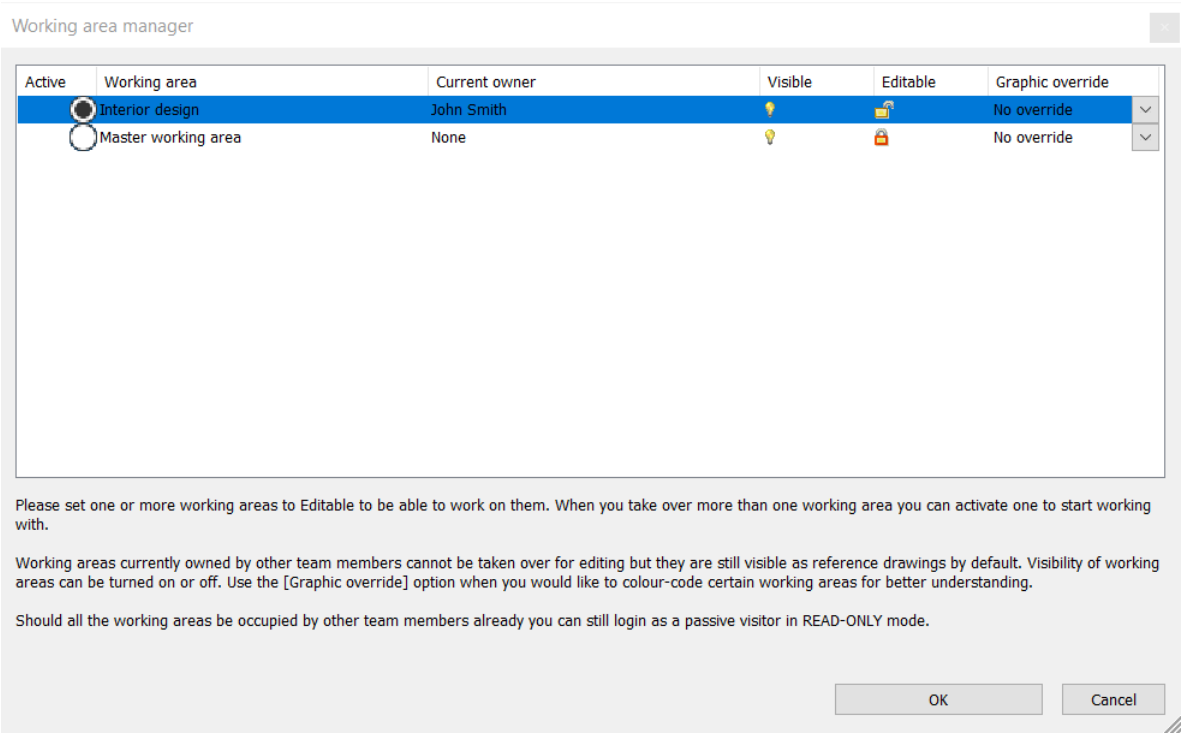 Working area manager
Active Working area Current owner Visible Editable Graphic override
Interior design John Smith No override
Master working area None No override
Please set one or more working areas to Editable to be able to work on them. When you take over more than one working area you can activate one to start working
with.
Working areas currently owned by other team members cannot be taken over for editing but they are still visible as reference drawings by default. Visibility of working
areas can be turned on or off. Use the [Graphic override] option when you would like to colour-code certain working areas for better understanding.
Should all the working areas be occupied by other team members already you can still login as a passive visitor in READ-ONLY mode.
OK Cancel